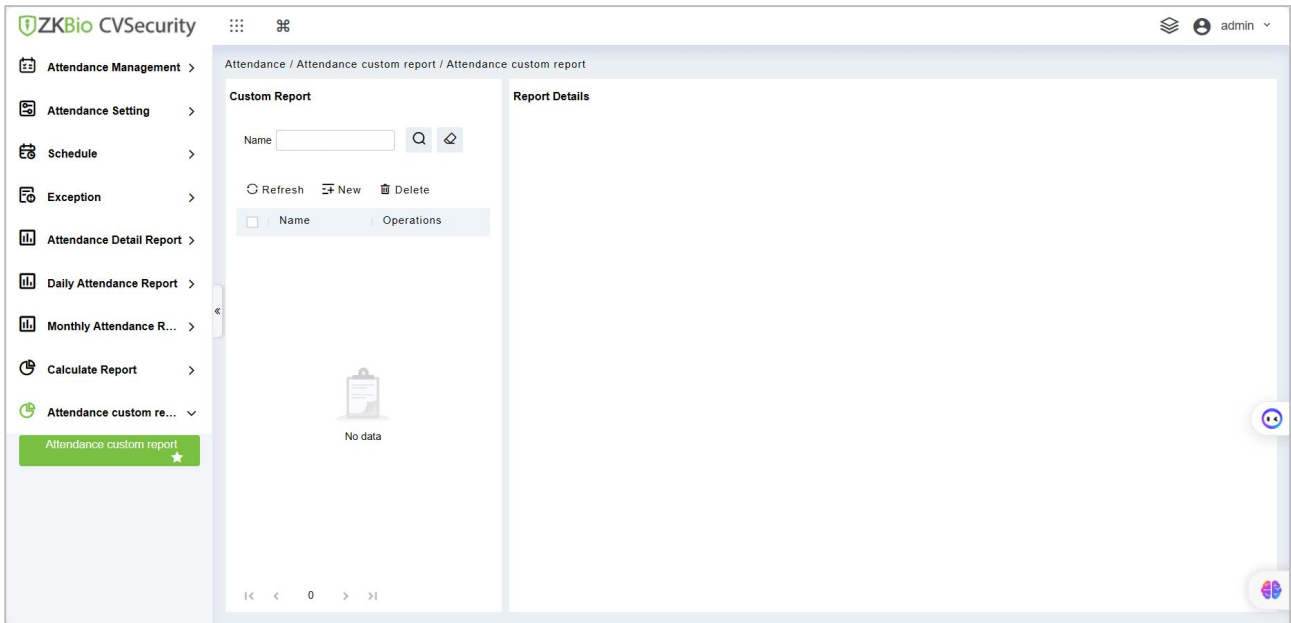 ZKBio CVSecurity
admin
Attendance Management
Attendance Setting
Schedule
Exception
Attendance Detail Report
Daily Attendance Report
Monthly Attendance R...
Calculate Report
Attendance custom re...
Attendance custom report
Attendance / Attendance custom report / Attendance custom report
Custom Report
Name
Refresh New Delete
Name Operations
No data
0
Report Details